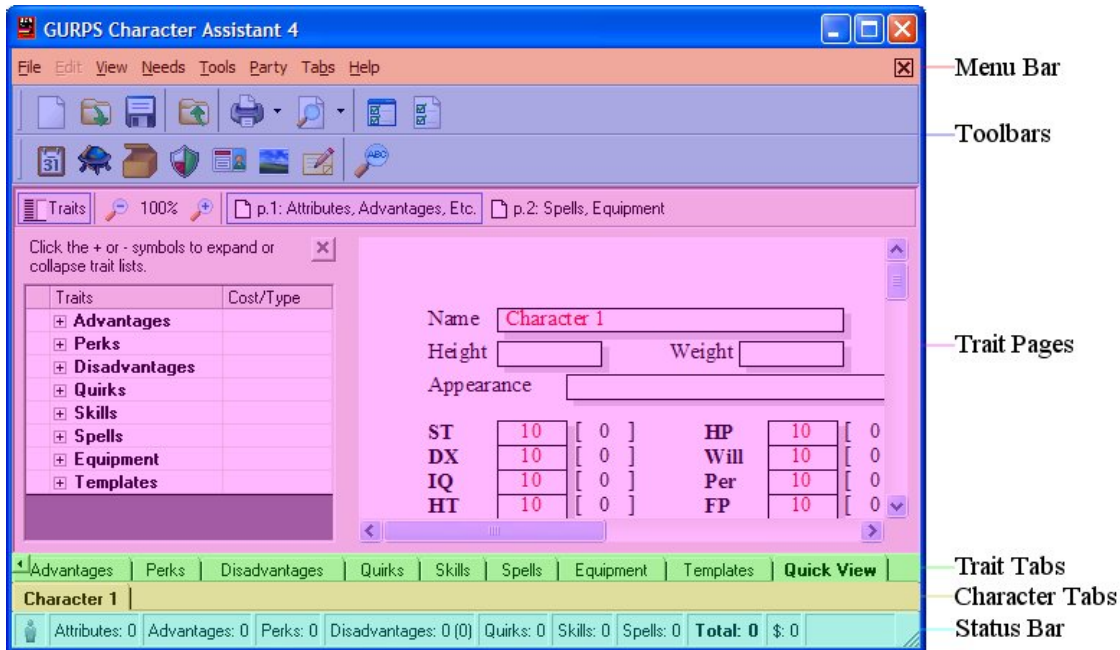 GURPS Character Assistant 4
File Edit View Needs Tools Party Tabs Help
Menu Bar
Toolbars
31
ABC
Traits 100% p.1: Attributes, Advantages, Etc. p.2: Spells, Equipment
Click the + or - symbols to expand or
collapse trait lists.
Traits Cost/Type
Advantages
Perks
Disadvantages
Quirks
Skills
Spells
Equipment
Templates
Name Character 1
Height Weight
Appearance
ST 10 [ 0 ] HP 10 [ 0
DX 10 [ 0 ] Will 10 [ 0
IQ 10 [ 0 ] Per 10 [ 0
HT 10 [ 0 ] FP 10 [ 0
Trait Pages
Advantages Perks Disadvantages Quirks Skills Spells Equipment Templates Quick View
Trait Tabs
Character 1
Character Tabs
Attributes: 0 Advantages: 0 Perks: 0 Disadvantages: 0 (0) Quirks: 0 Skills: 0 Spells: 0 Total: 0 $: 0
Status Bar